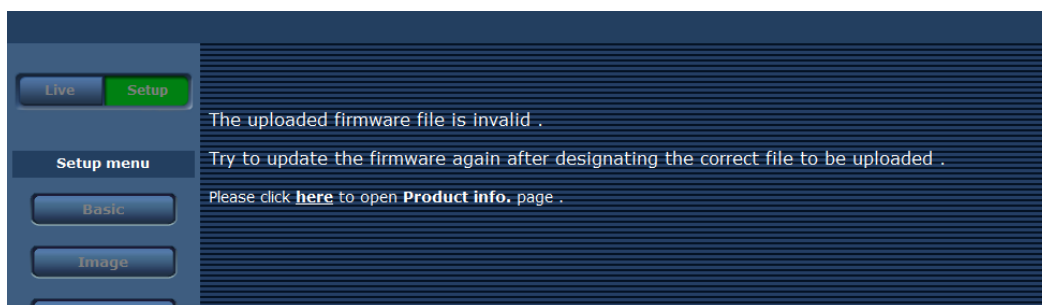 Live Setup
The uploaded firmware file is invalid .
Setup menu
Try to update the firmware again after designating the correct file to be uploaded .
Please click here to open Product info. page .
Basic
Image